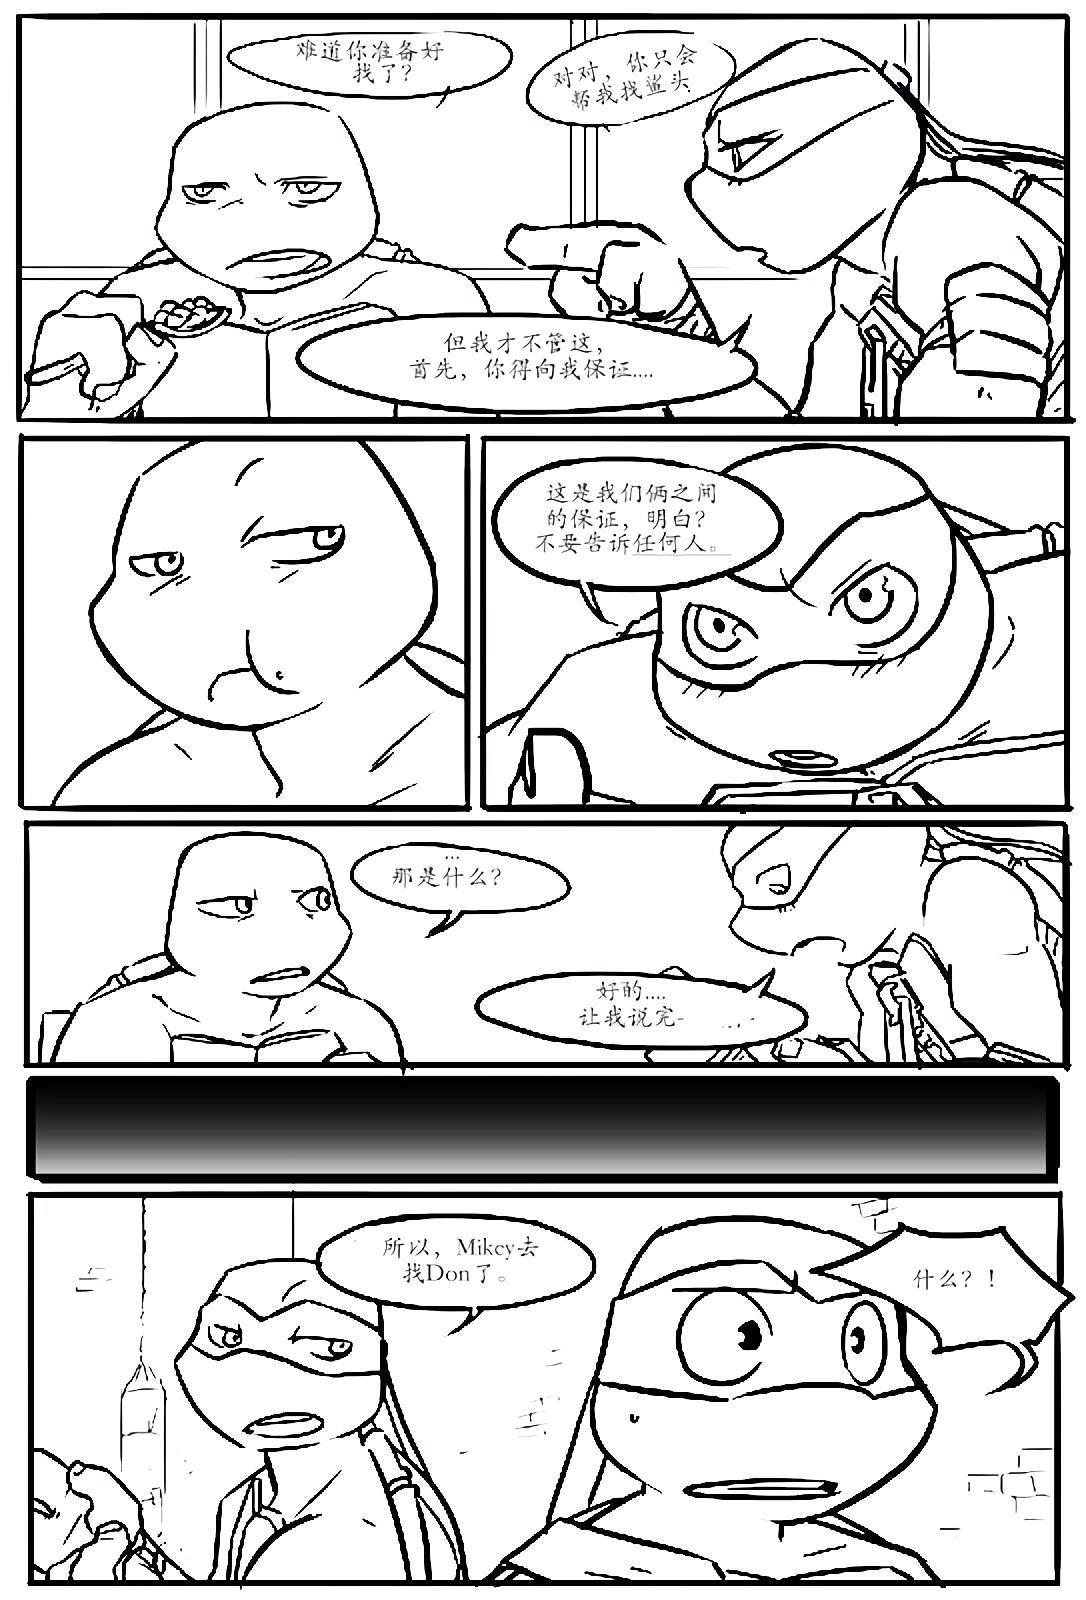 难道你准备好
找了？
对对，你只会
帮我找鲨头
但我才不管这，
首先，你得向我保证....
这是我们俩之间
的保证，明白？
不要告诉任何人。
...
那是什么？
好的....
让我说完-
所以，Mikey去
找Don了。
什么？！